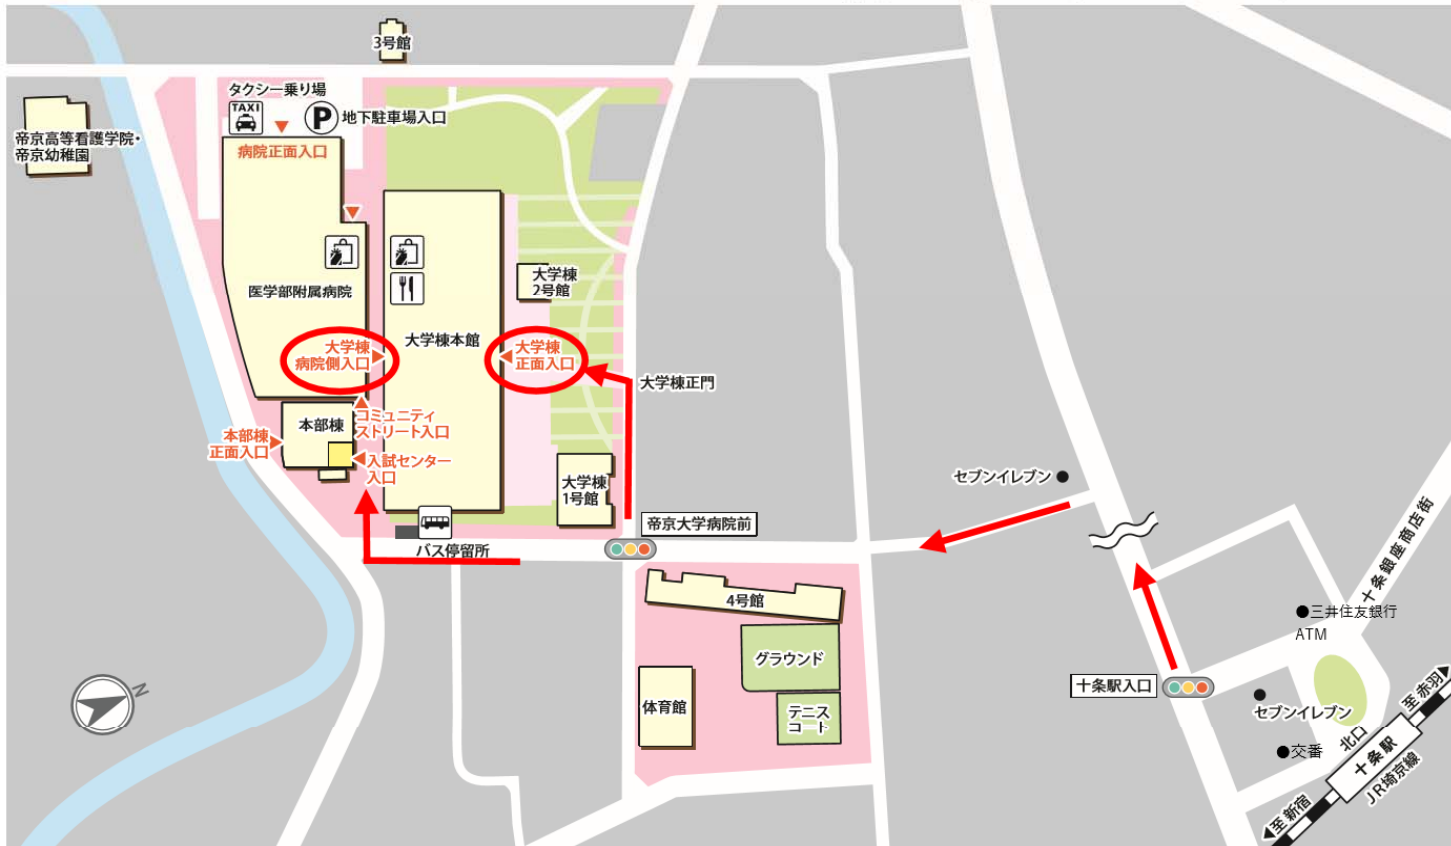 3号館
タクシー乗り場
TAXI
P
地下駐車場入口
病院正面入口
帝京高等看護学院・
帝京幼稚園
医学部附属病院
大学棟
2号館
大学棟本館
大学棟
病院側入口
大学棟
正面入口
大学棟正門
コミュニティ
ストリート入口
本部棟
本部棟
正面入口
入試センター
入口
大学棟
1号館
セブンイレブン
帝京大学病院前
バス停留所
十条銀座商店街
4号館
三井住友銀行
ATM
グラウンド
十条駅入口
N
体育館
テニス
コート
セブンイレブン
至赤羽
北口
交番
十条駅
JR埼京線
至新宿